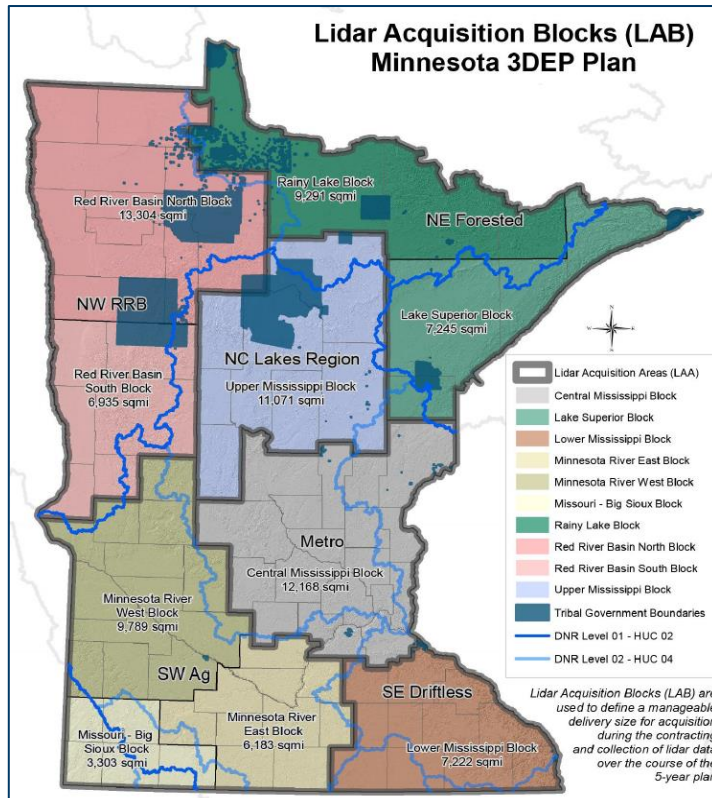 Lidar Acquisition Blocks (LAB)
Minnesota 3DEP Plan
Rainy Lake Block
9,291 sqmi
Red River Basin North Block
13,304 sqmi
NE Forested
NW RRB
Lake Superior Block
7,245 sqmi
NC Lakes Region
Red River Basin
South Block
6,935 sqmi
Upper Mississippi Block
11,071 sqmi
Lidar Acquisition Areas (LAA)
Central Mississippi Block
Lake Superior Block
Lower Mississippi Block
Minnesota River East Block
Minnesota River West Block
Missouri - Big Sioux Block
Rainy Lake Block
Red River Basin North Block
Red River Basin South Block
Upper Mississippi Block
Tribal Government Boundaries
DNR Level 01 - HUC 02
DNR Level 02 - HUC 04
Metro
Central Mississippi Block
12,168 sqmi
Minnesota River
West Block
9,789 sqmi
SW Ag
SE Driftless
Minnesota River
East Block
6,183 sqmi
Missouri - Big
Sioux Block
3,303 sqmi
Lower Mississippi Block
7,222 sqmi
Lidar Acquisition Blocks (LAB) are
used to define a manageable
delivery size for acquisition
during the contracting
and collection of lidar data
over the course of the
5-year plan